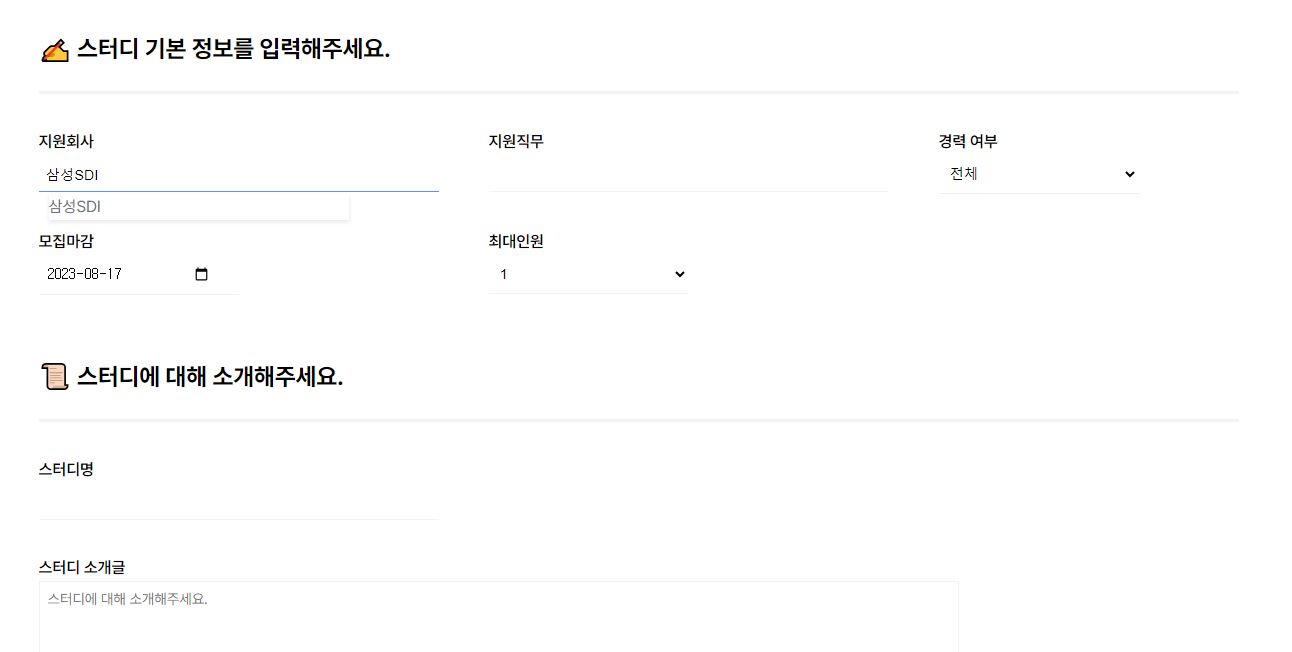 ✍ 스터디 기본 정보를 입력해주세요.
지원회사 지원직무 경력 여부
삼성SDI 전체
삼성SDI
모집마감 최대인원
2023-08-17 1
📜 스터디에 대해 소개해주세요.
스터디명
스터디 소개글
스터디에 대해 소개해주세요.